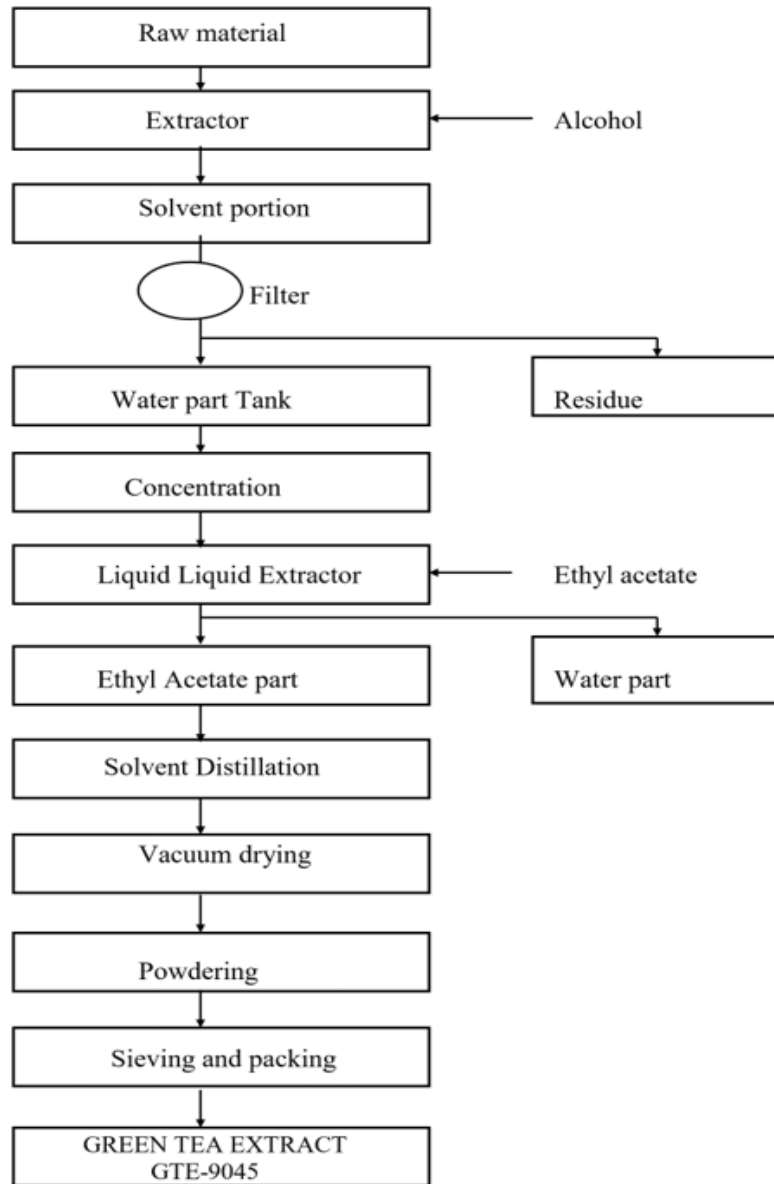 Raw material
Extractor
Alcohol
Solvent portion
Filter
Water part Tank
Residue
Concentration
Liquid Liquid Extractor
Ethyl acetate
Ethyl Acetate part
Water part
Solvent Distillation
Vacuum drying
Powdering
Sieving and packing
GREEN TEA EXTRACT
GTE-9045